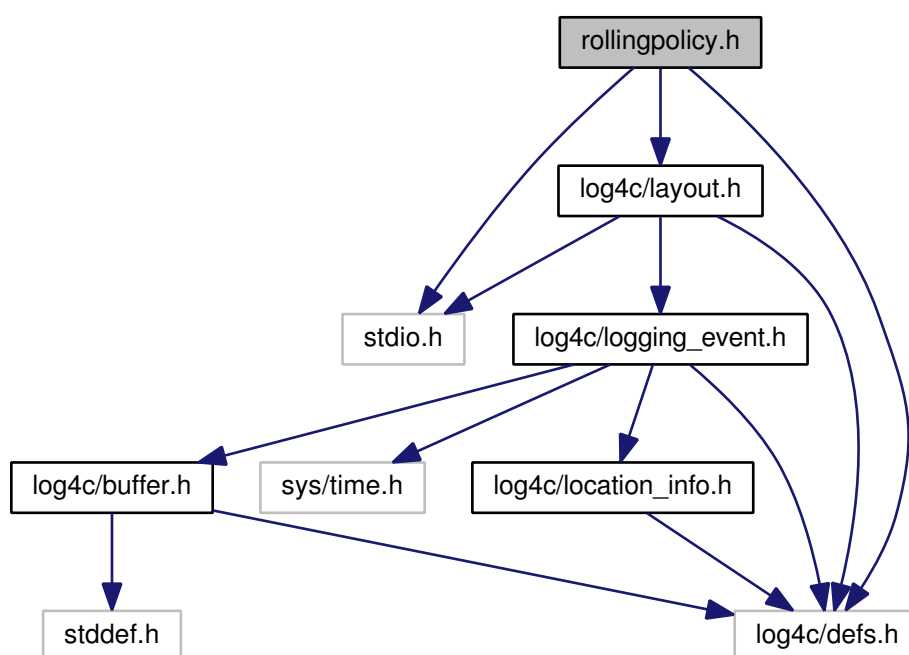 rollingpolicy.h
log4c/layout.h
stdio.h
log4c/logging_event.h
log4c/buffer.h
sys/time.h
log4c/location_info.h
stddef.h
log4c/defs.h